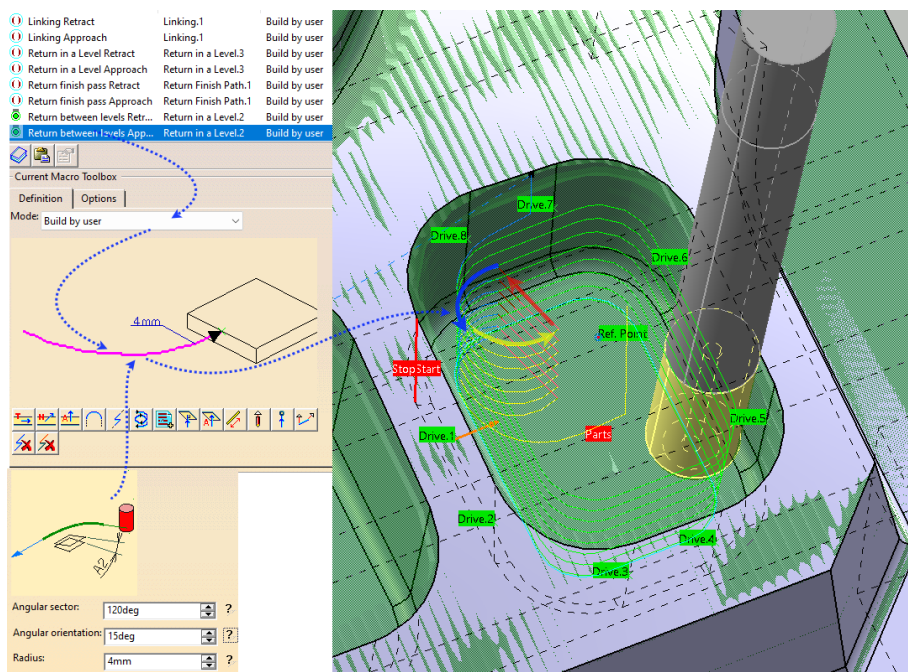 Linking Retract Linking.1 Build by user
Linking Approach Linking.1 Build by user
Return in a Level Retract Return in a Level.3 Build by user
Return in a Level Approach Return in a Level.3 Build by user
Return finish pass Retract Return Finish Path.1 Build by user
Return finish pass Approach Return Finish Path.1 Build by user
Return between levels Retr... Return in a Level.2 Build by user
Return between levels App... Return in a Level.2 Build by user
Current Macro Toolbox
Definition Options
Mode: Build by user
4mm
A2
Angular sector: 120deg ?
Angular orientation: 15deg ?
Radius: 4mm ?
Drive.7
Drive.8
Drive.6
Ref. Point
StopStart
Drive.5
Drive.1
Parts
Drive.2
Drive.4
Drive.3